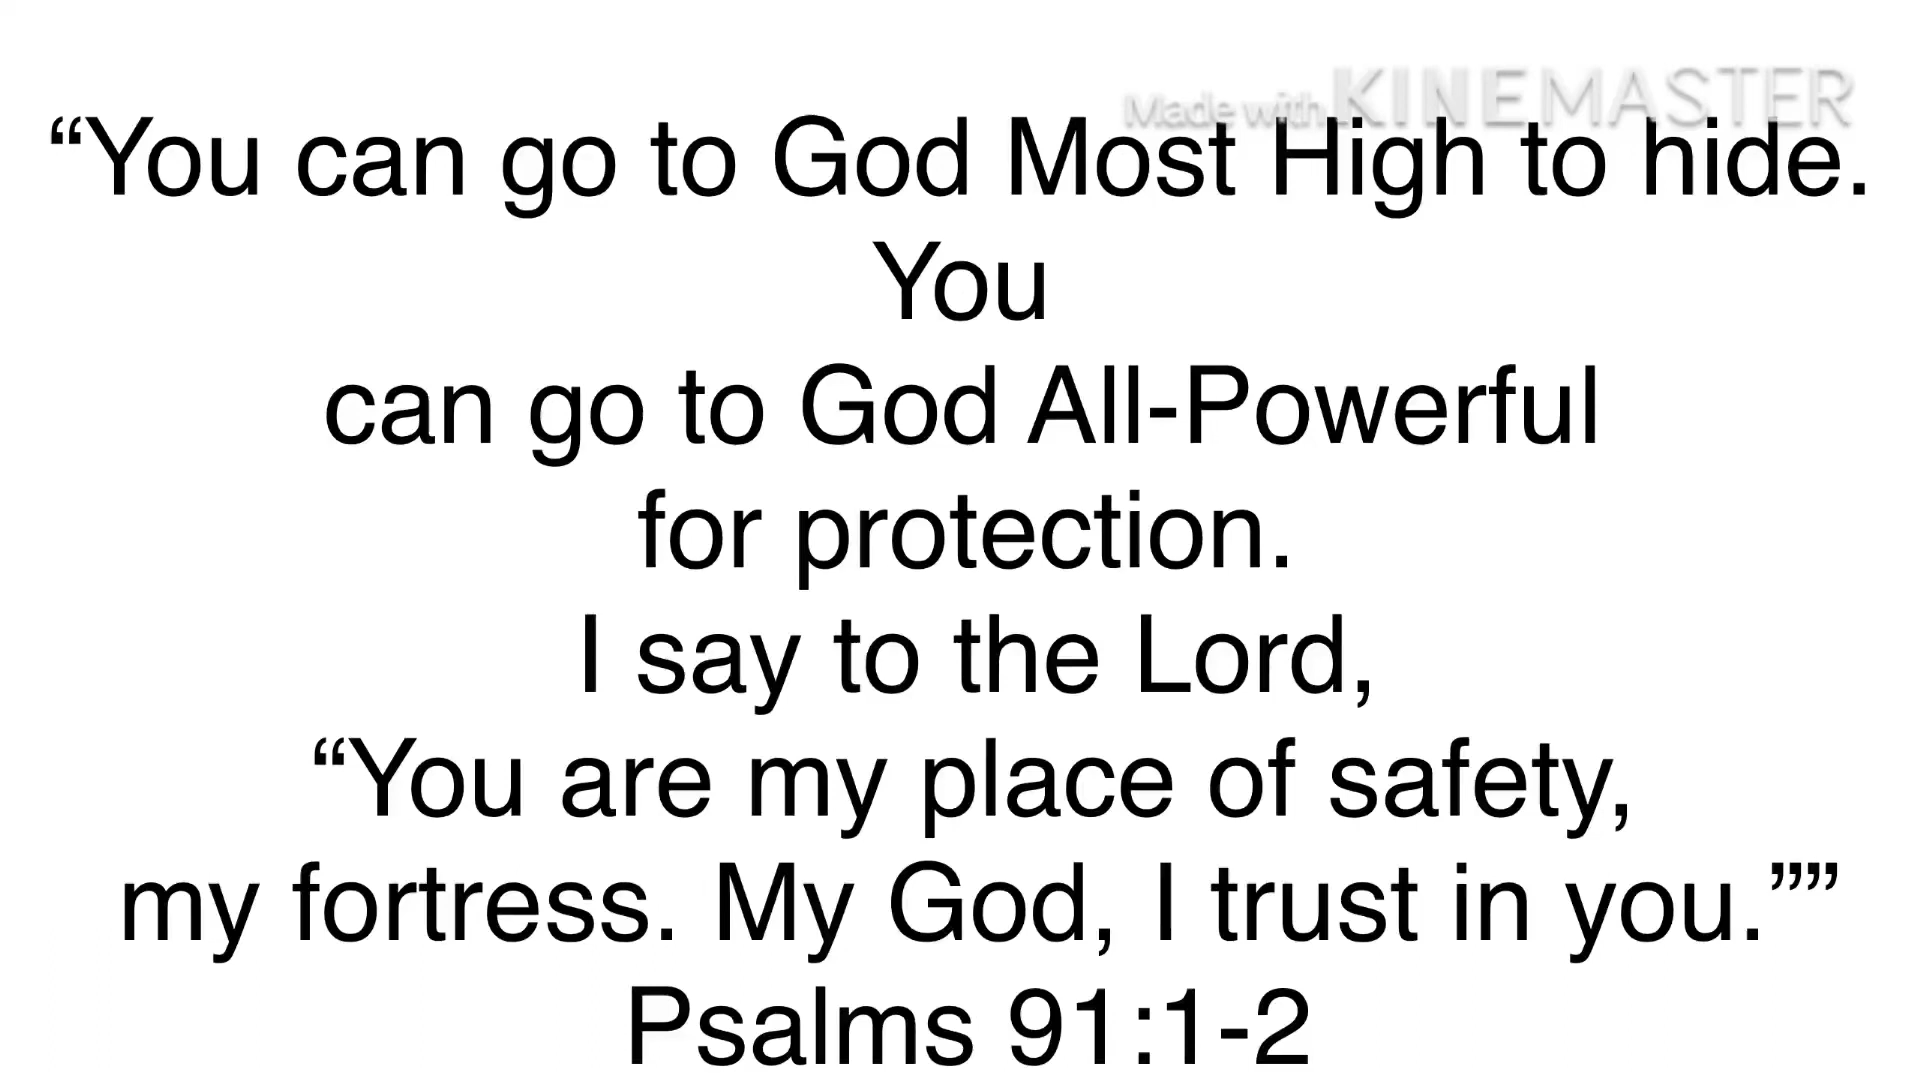 Made with KINEMASTER
“You can go to God Most High to hide.
You
can go to God All-Powerful
for protection.
I say to the Lord,
“You are my place of safety,
my fortress. My God, I trust in you.””
Psalms 91:1-2